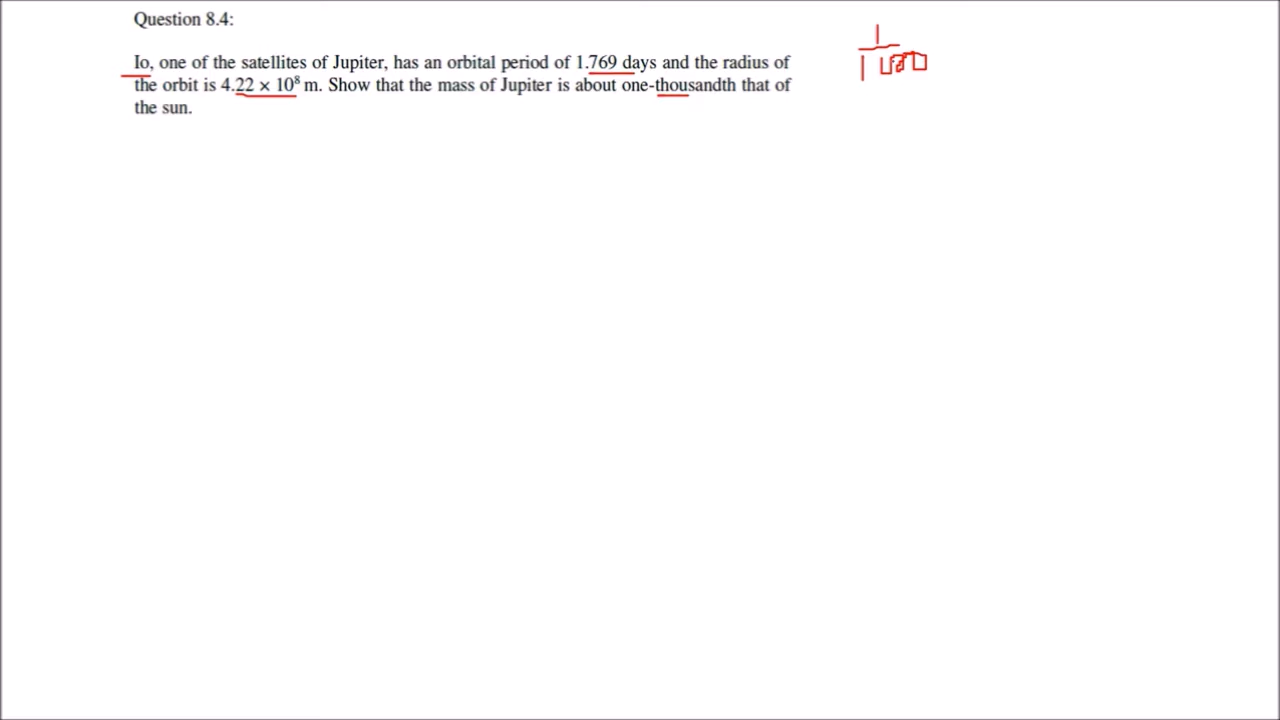 Question 8.4:
Io, one of the satellites of Jupiter, has an orbital period of 1.769 days and the radius of
the orbit is 4.22 × 10⁸ m. Show that the mass of Jupiter is about one-thousandth that of
the sun.
1
1000